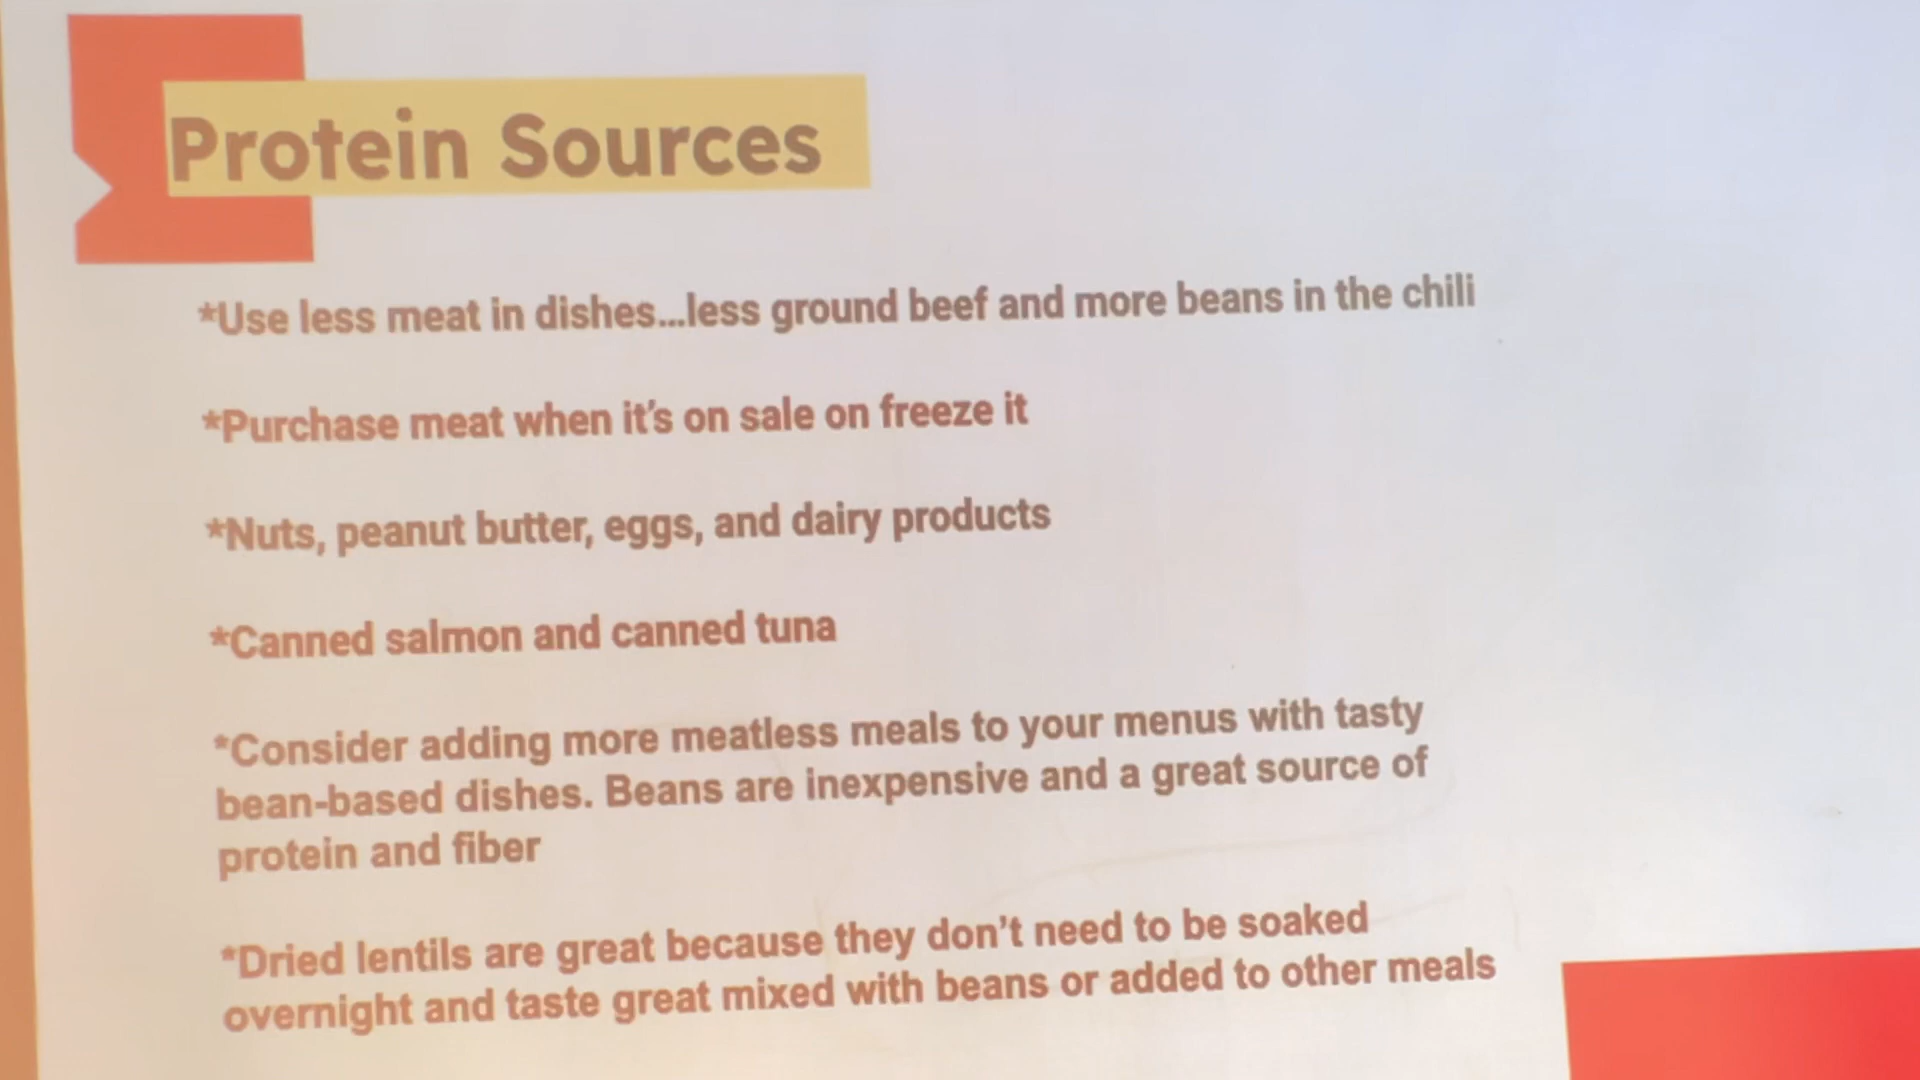 Protein Sources
*Use less meat in dishes...less ground beef and more beans in the chili
*Purchase meat when it's on sale on freeze it
*Nuts, peanut butter, eggs, and dairy products
*Canned salmon and canned tuna
*Consider adding more meatless meals to your menus with tasty
bean-based dishes. Beans are inexpensive and a great source of
protein and fiber
*Dried lentils are great because they don't need to be soaked
overnight and taste great mixed with beans or added to other meals